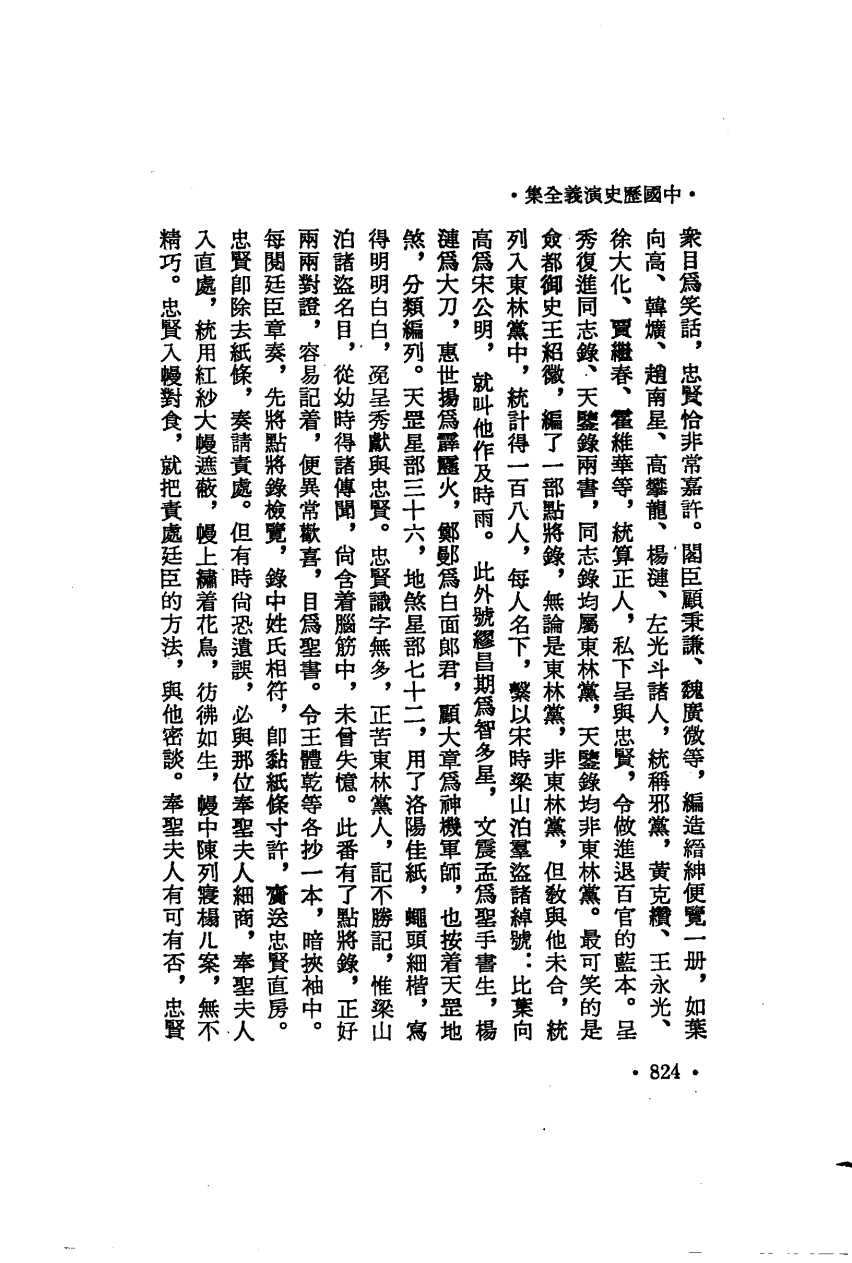 •中國歷史演義全集•
衆目爲笑話，忠賢恰非常嘉許。閣臣顧秉謙、魏廣微等，編造縉紳便覽一册，如葉
向高、韓爌、趙南星、高攀龍、楊漣、左光斗諸人，統稱邪黨，黃克纘、王永光、
徐大化、賈繼春、霍維華等，統算正人，私下呈與忠賢，令做進退百官的藍本。呈
秀復進同志錄、天鑒錄兩書，同志錄均屬東林黨，天鑒錄均非東林黨。最可笑的是
僉都御史王紹徽，編了一部點將錄，無論是東林黨，非東林黨，但敎與他未合，統
列入東林黨中，統計得一百八人，每人名下，繫以宋時梁山泊羣盜諸綽號：比葉向
高爲宋公明，就叫他作及時雨。此外號繆昌期爲智多星，文震孟爲聖手書生，楊
漣爲大刀，惠世揚爲霹靂火，鄭鄤爲白面郎君，顧大章爲神機軍師，也按着天罡地
煞，分類編列。天罡星部三十六，地煞星部七十二，用了洛陽佳紙，蠅頭細楷，寫
得明明白白，浼呈秀獻與忠賢。忠賢識字無多，正苦東林黨人，記不勝記，惟梁山
泊諸盜名目，從幼時得諸傳聞，尙含着腦筋中，未曾失憶。此番有了點將錄，正好
兩兩對證，容易記着，便異常歡喜，目爲聖書。令王體乾等各抄一本，暗挾袖中。
每閱廷臣章奏，先將點將錄檢覽，錄中姓氏相符，卽黏紙條寸許，齎送忠賢直房。
忠賢卽除去紙條，奏請責處。但有時尙恐遺誤，必與那位奉聖夫人細商，奉聖夫人
入直處，統用紅紗大幔遮蔽，幔上繡着花鳥，彷彿如生，幔中陳列寢榻儿案，無不
精巧。忠賢入幔對食，就把責處廷臣的方法，與他密談。奉聖夫人有可有否，忠賢
•824•